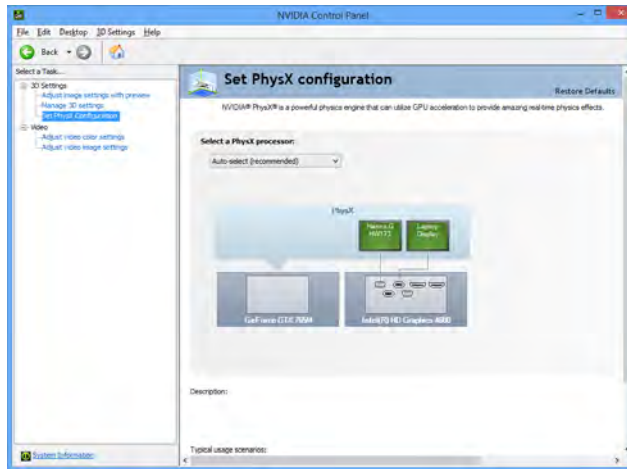 NVIDIA Control Panel
File Edit Desktop 3D Settings Help
Back
Select a Task...
3D Settings
Adjust image settings with preview
Manage 3D settings
Set PhysX Configuration
Video
Adjust video color settings
Adjust video image settings
System Information
Set PhysX configuration
Restore Defaults
NVIDIA® PhysX® is a powerful physics engine that can utilize GPU acceleration to provide amazing real-time physics effects.
Select a PhysX processor:
Auto-select (recommended)
PhysX
HW173
Laptop
Display
GeForce GTX 765M
Intel(R) HD Graphics 4600
Description:
Typical usage scenarios: